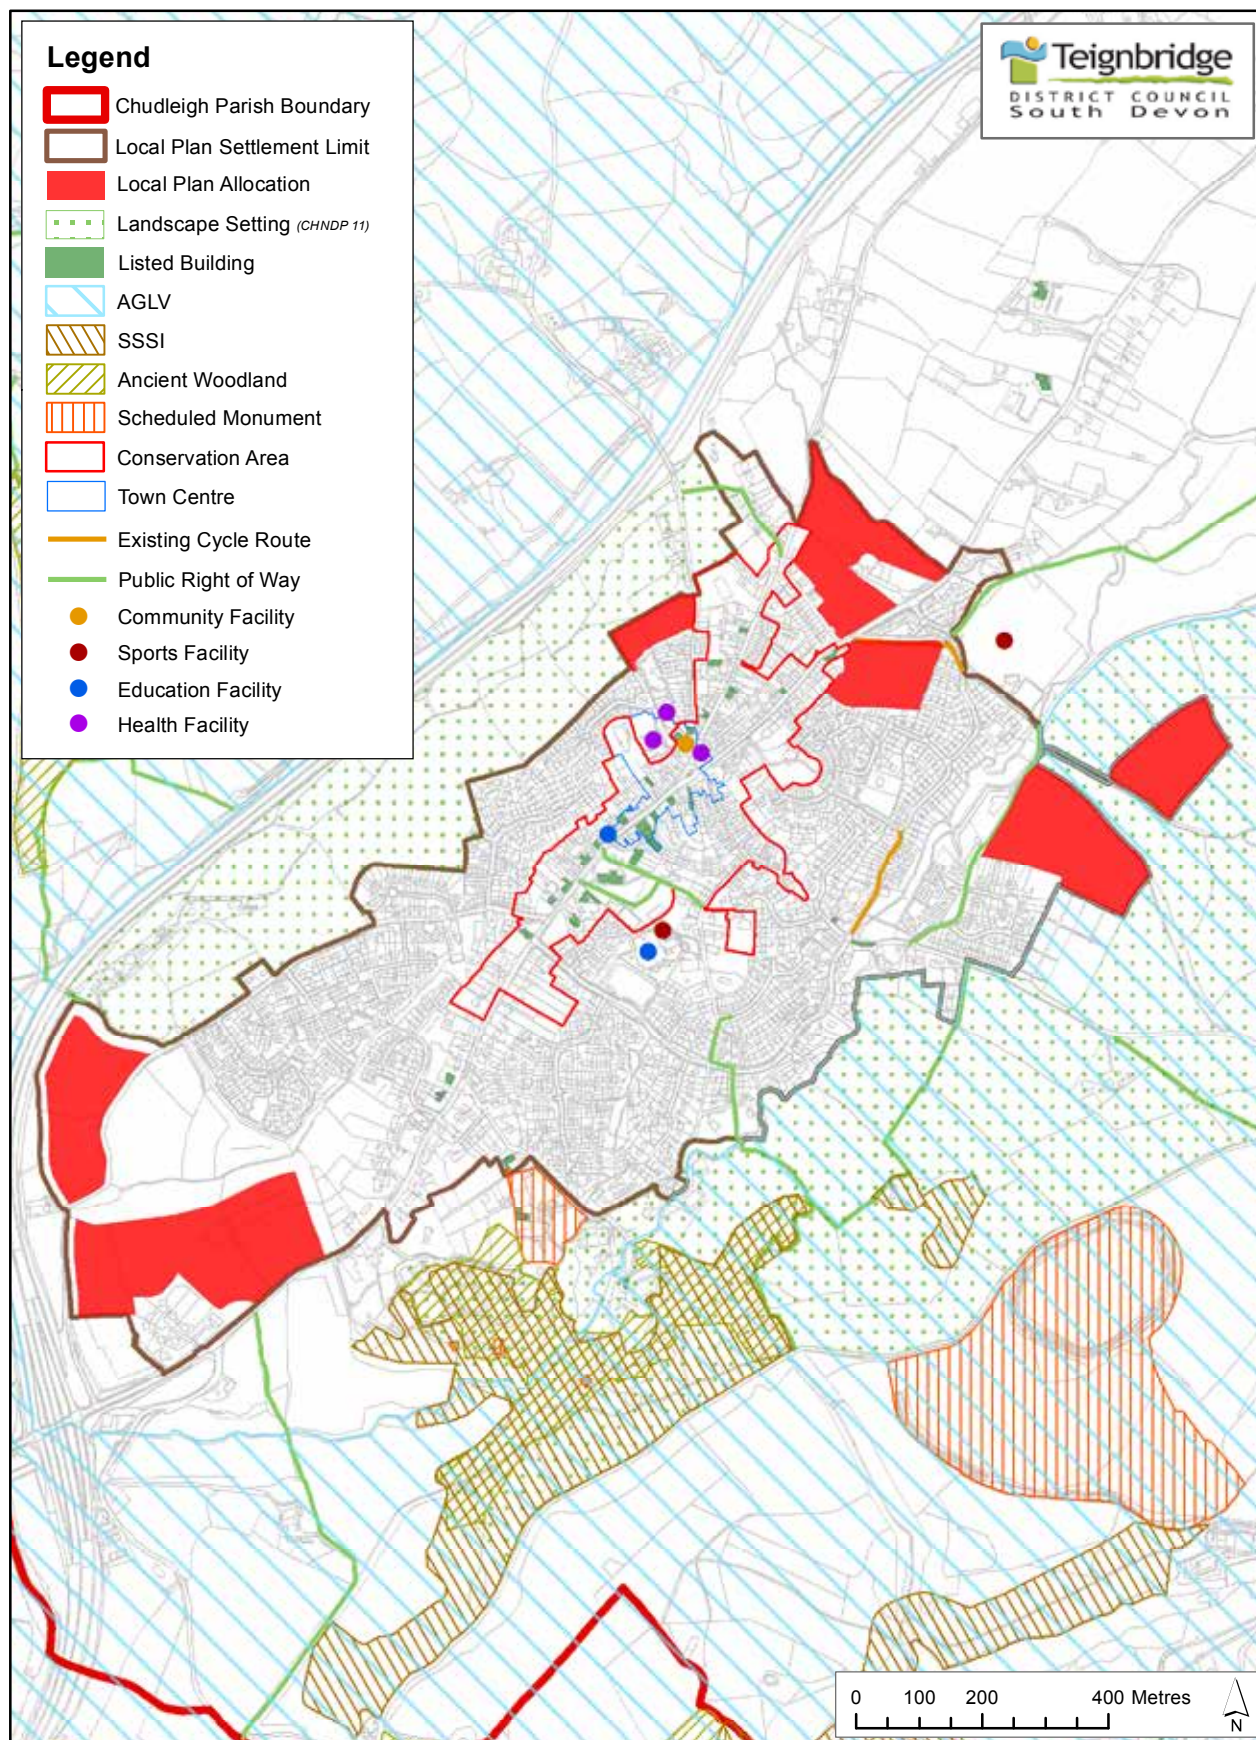 Legend
Chudleigh Parish Boundary
Local Plan Settlement Limit
Local Plan Allocation
Landscape Setting (CHNDP 11)
Listed Building
AGLV
SSSI
Ancient Woodland
Scheduled Monument
Conservation Area
Town Centre
Existing Cycle Route
Public Right of Way
Community Facility
Sports Facility
Education Facility
Health Facility
Teignbridge
DISTRICT COUNCIL
South Devon
0 100 200 400 Metres
N